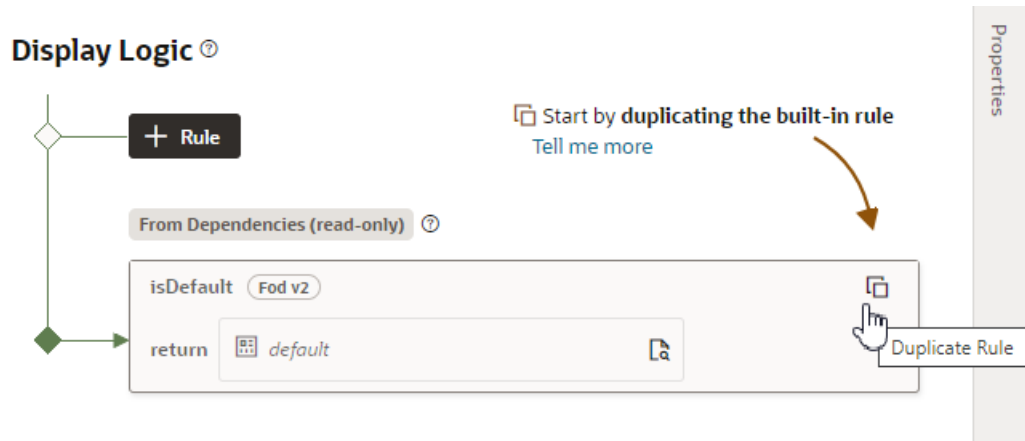 Display Logic
Properties
+ Rule
Start by duplicating the built-in rule
Tell me more
From Dependencies (read-only)
isDefault Fod v2
return default
Duplicate Rule